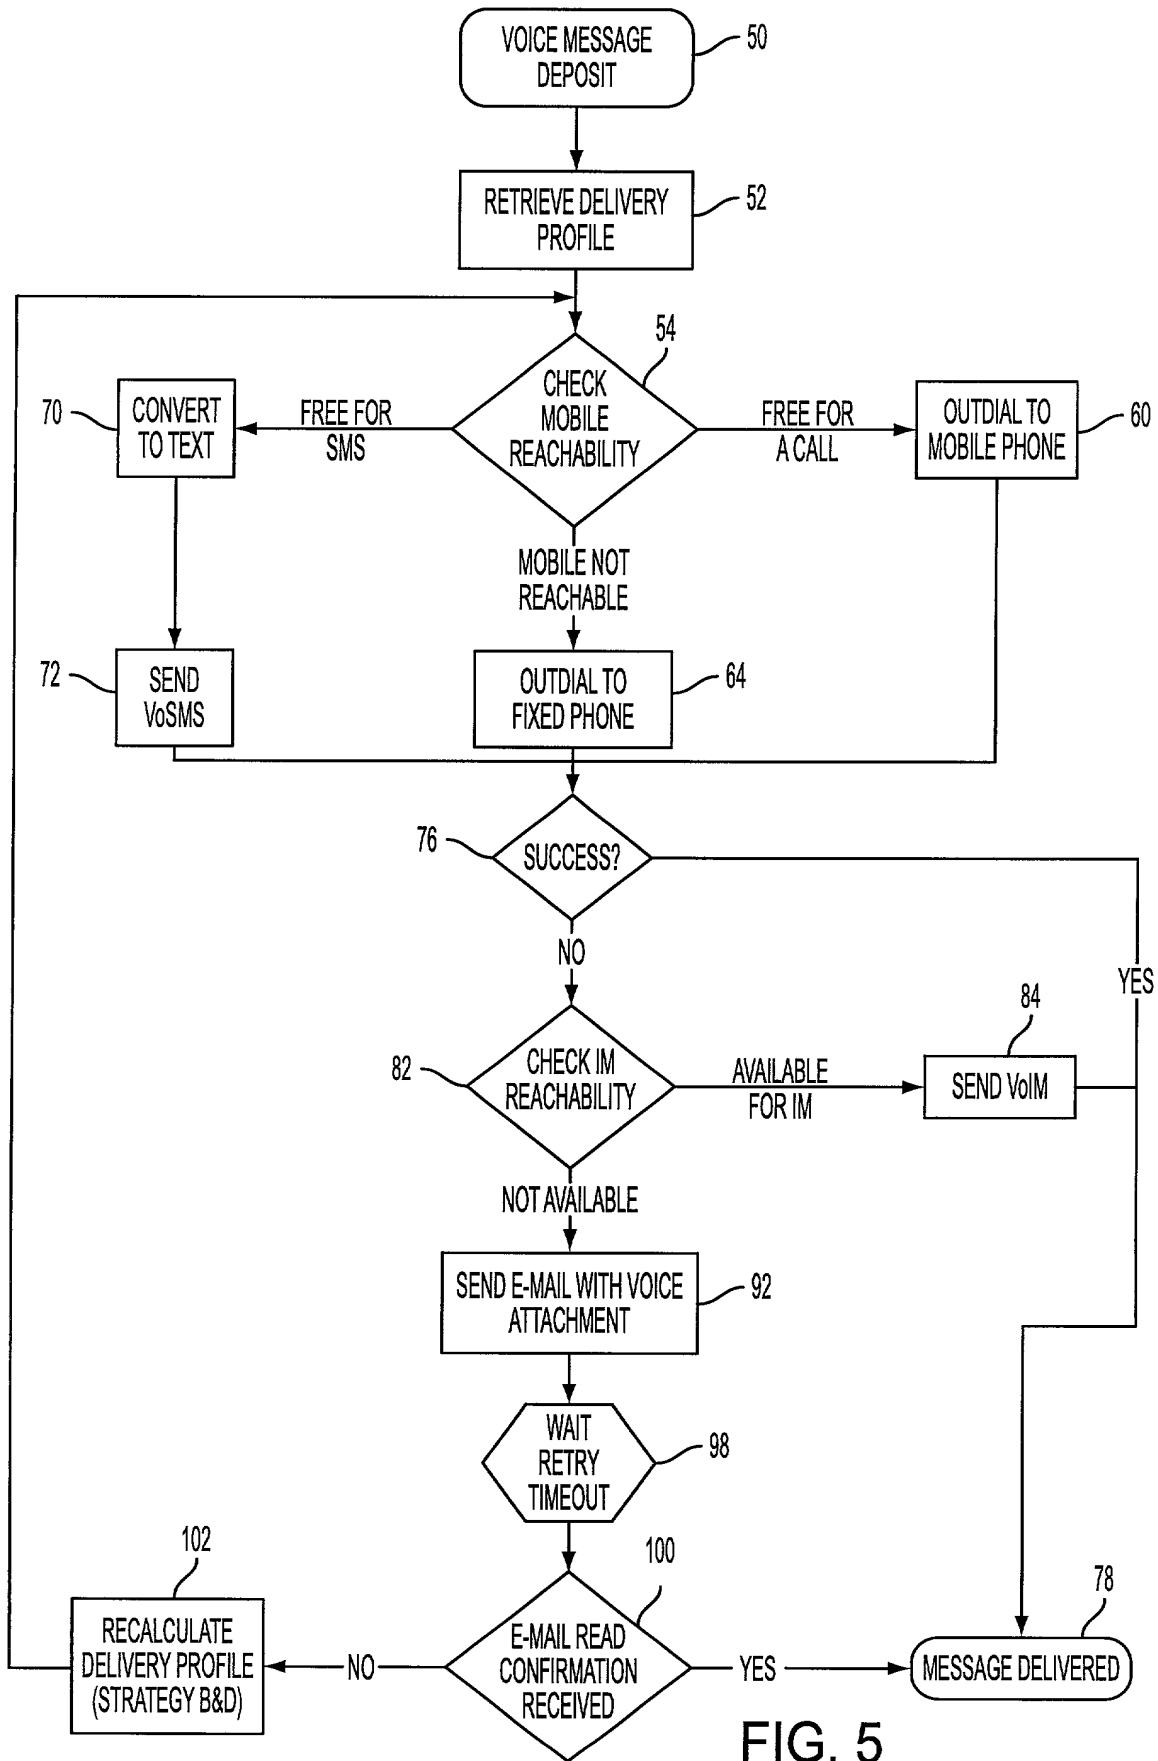 VOICE MESSAGE
DEPOSIT
50
RETRIEVE DELIVERY
PROFILE
52
54
CHECK
MOBILE
REACHABILITY
FREE FOR
SMS
FREE FOR
A CALL
70
CONVERT
TO TEXT
OUTDIAL TO
MOBILE PHONE
60
MOBILE NOT
REACHABLE
72
SEND
VoSMS
OUTDIAL TO
FIXED PHONE
64
76
SUCCESS?
NO
YES
82
CHECK IM
REACHABILITY
AVAILABLE
FOR IM
84
SEND VoIM
NOT AVAILABLE
SEND E-MAIL WITH VOICE
ATTACHMENT
92
WAIT
RETRY
TIMEOUT
98
102
RECALCULATE
DELIVERY PROFILE
(STRATEGY B&D)
NO
100
E-MAIL READ
CONFIRMATION
RECEIVED
YES
78
MESSAGE DELIVERED
FIG. 5